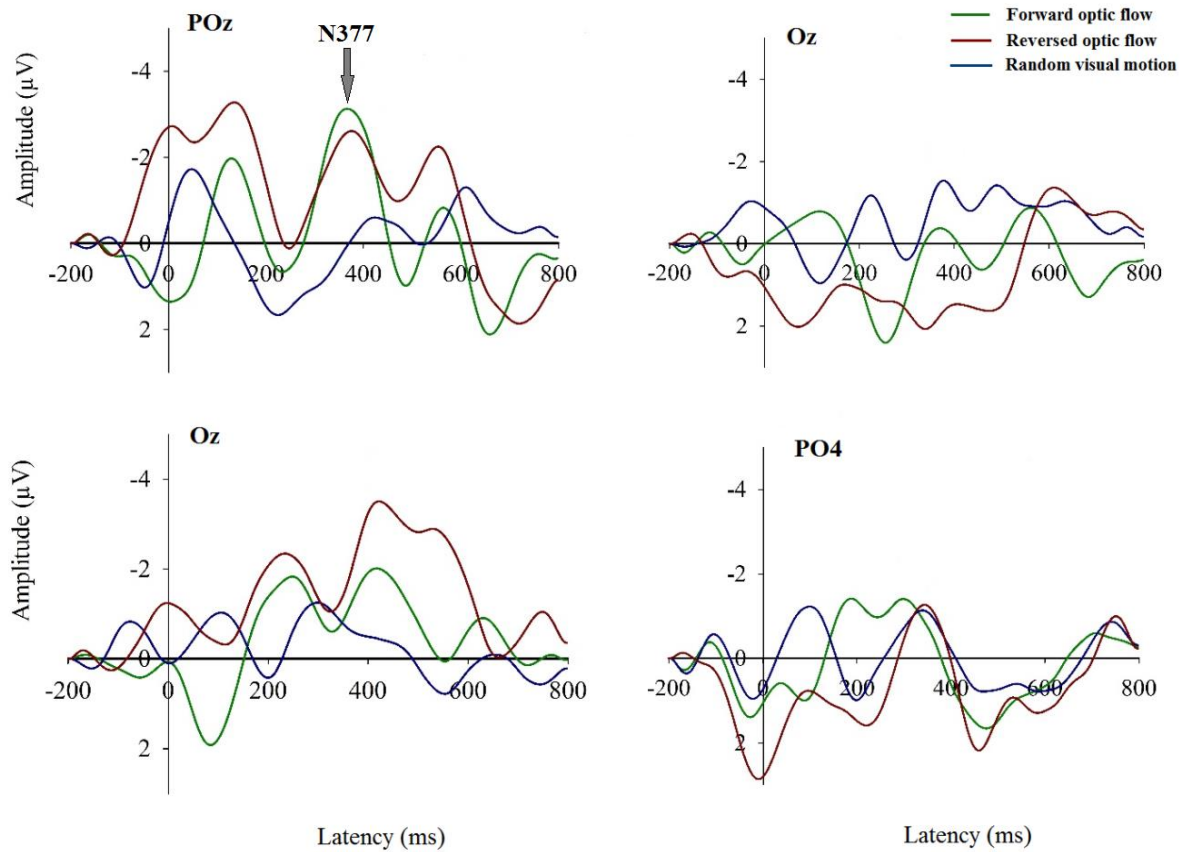 POz
N377
Oz
Forward optic flow
Reversed optic flow
Random visual motion
Amplitude (µV)
-4
-2
0
2
-200 0 200 400 600 800
-4
-2
0
2
-200 0 200 400 600 800
Oz
PO4
Amplitude (µV)
-4
-2
0
2
-200 0 200 400 600 800
-4
-2
0
2
-200 0 200 400 600 800
Latency (ms)
Latency (ms)